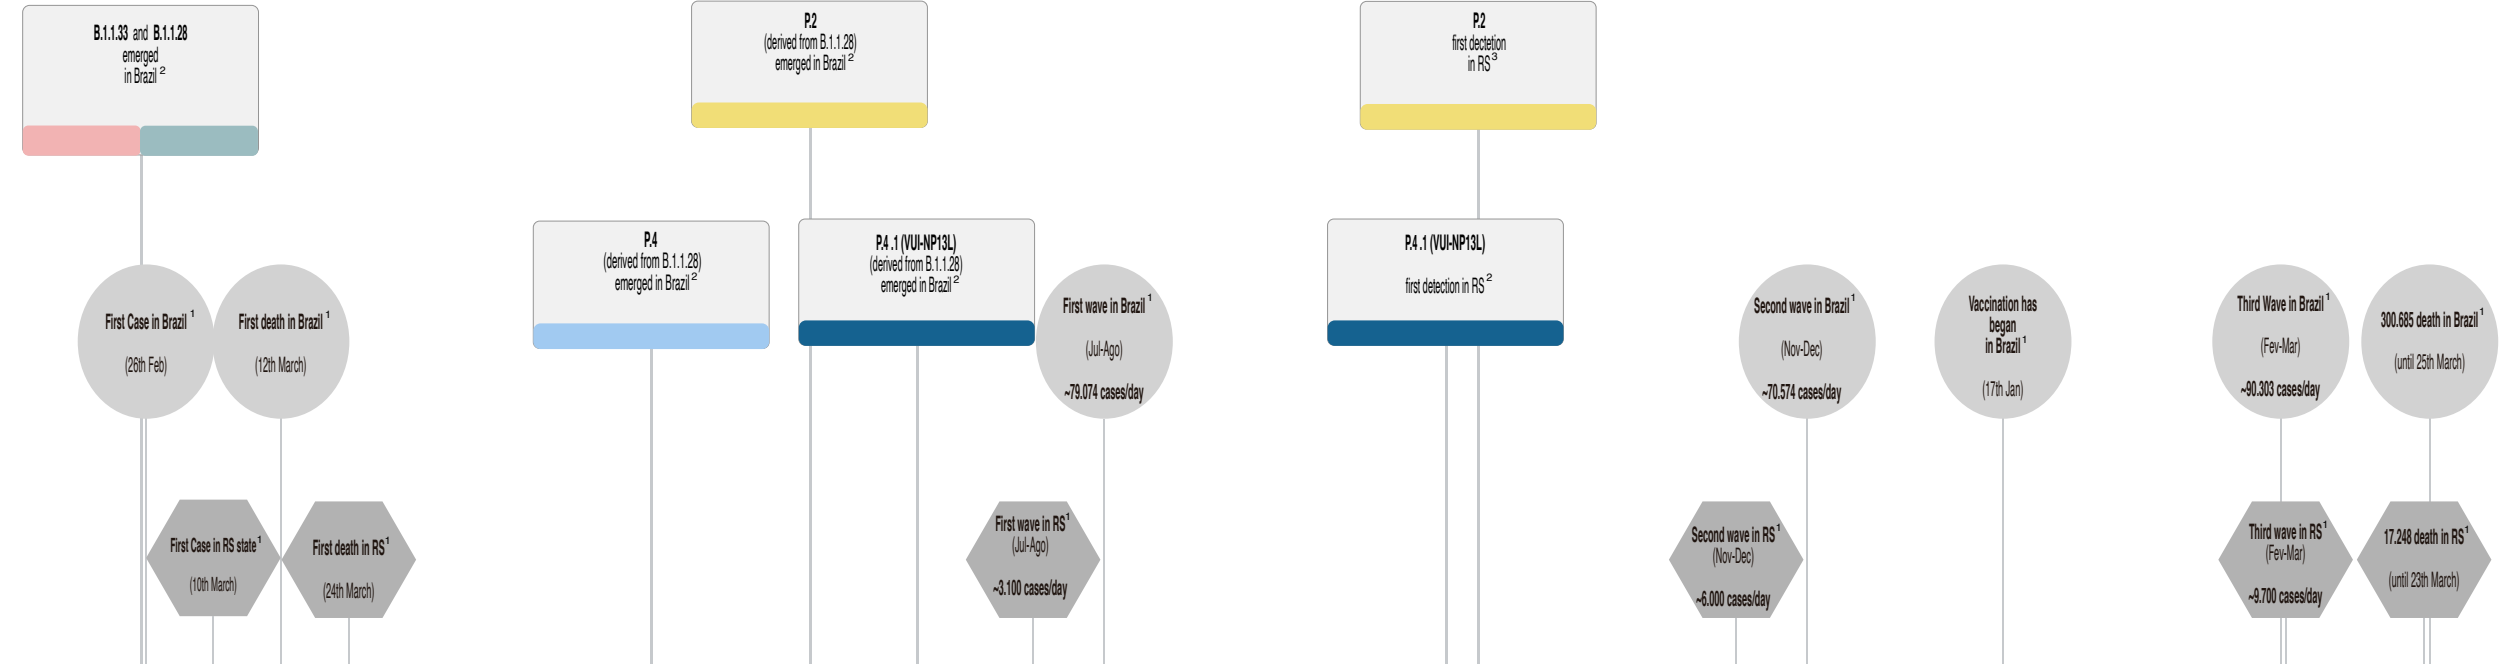 B.1.1.33 and B.1.1.28
emerged
in Brazil 2
P.2
(derived from B.1.1.28)
emerged in Brazil 2
P.2
first dectetion
in RS 3
P.4
(derived from B.1.1.28)
emerged in Brazil 2
P.4 .1 (VUI-NP13L)
(derived from B.1.1.28)
emerged in Brazil 2
P.4 .1 (VUI-NP13L)
first detection in RS 2
First Case in Brazil 1
(26th Feb)
First death in Brazil 1
(12th March)
First wave in Brazil 1
(Jul-Ago)
~79.074 cases/day
Second wave in Brazil 1
(Nov-Dec)
~70.574 cases/day
Vaccination has
began
in Brazil 1
(17th Jan)
Third Wave in Brazil 1
(Fev-Mar)
~90.303 cases/day
300.685 death in Brazil 1
(until 25th March)
First Case in RS state 1
(10th March)
First death in RS 1
(24th March)
First wave in RS 1
(Jul-Ago)
~3.100 cases/day
Second wave in RS 1
(Nov-Dec)
~6.000 cases/day
Third wave in RS 1
(Fev-Mar)
~9.700 cases/day
17.248 death in RS 1
(until 23th March)